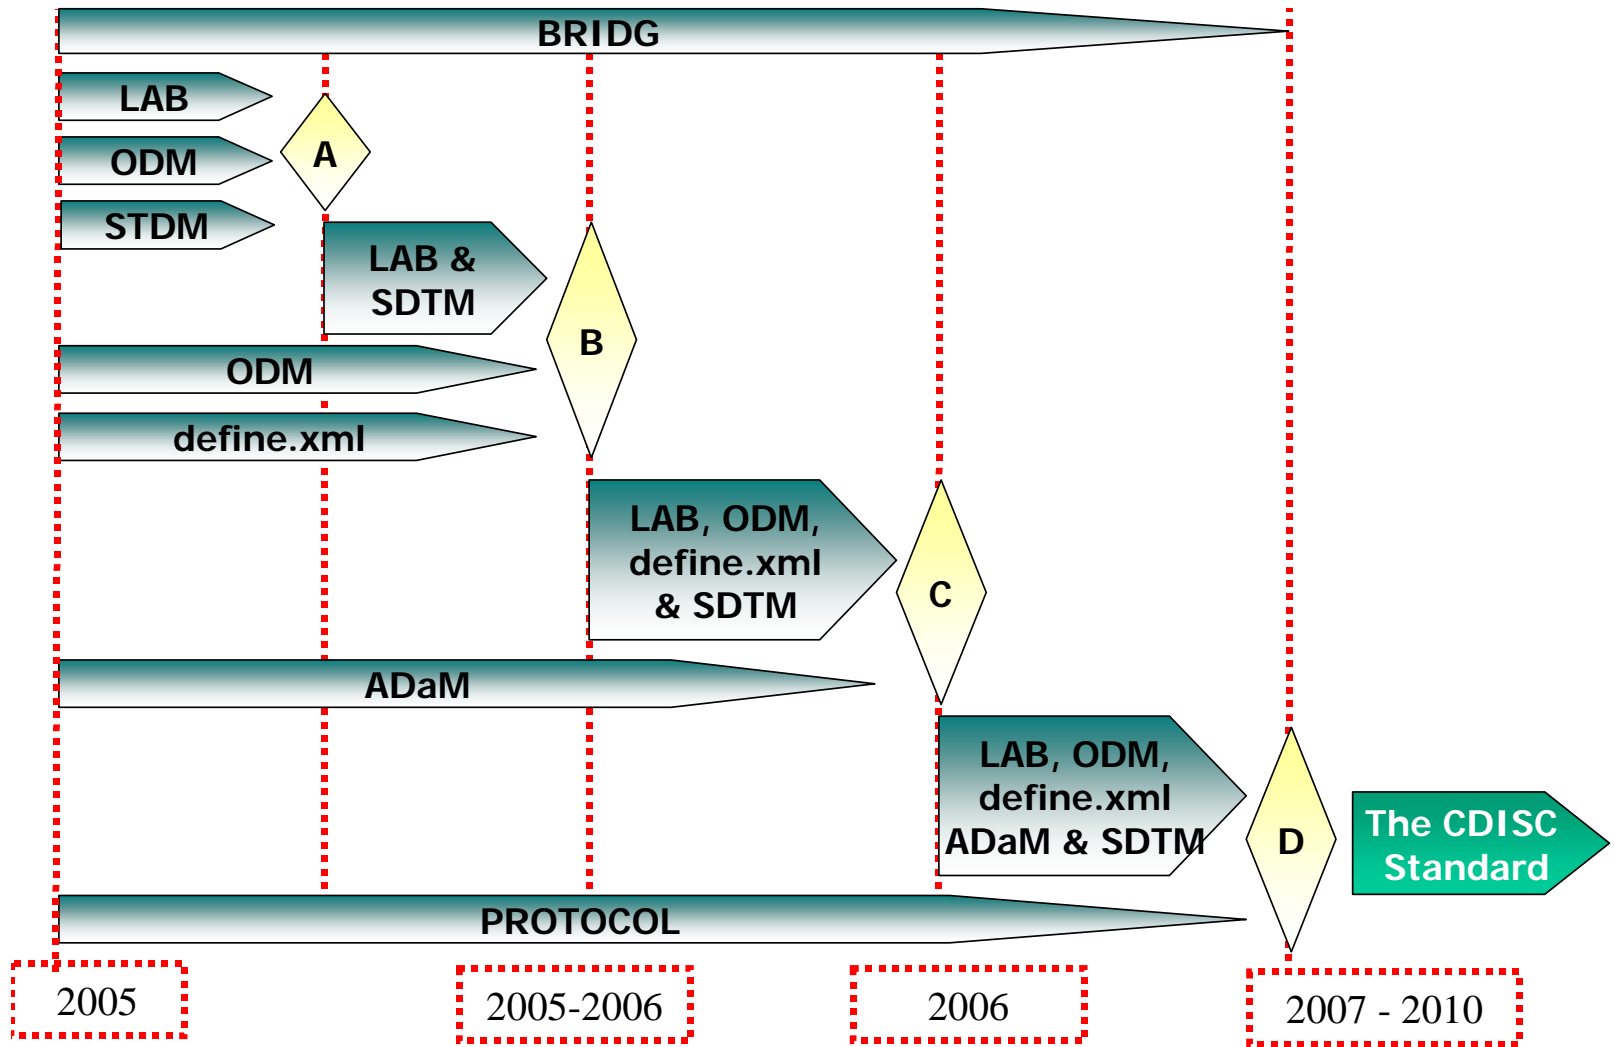 BRIDG
LAB
ODM
STDM
A
LAB &
SDTM
B
ODM
define.xml
LAB, ODM,
define.xml
& SDTM
C
ADaM
LAB, ODM,
define.xml
ADaM & SDTM
D
The CDISC
Standard
PROTOCOL
2005
2005-2006
2006
2007 - 2010